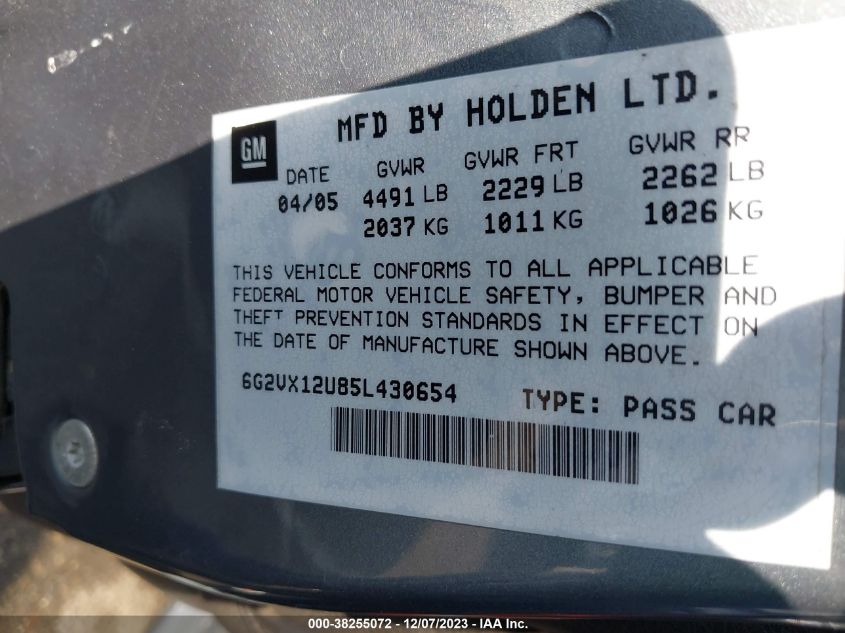 MFD BY HOLDEN LTD.
GM
DATE GVWR GVWR FRT GVWR RR
04/05 4491 LB 2229 LB 2262 LB
2037 KG 1011 KG 1026 KG
THIS VEHICLE CONFORMS TO ALL APPLICABLE
FEDERAL MOTOR VEHICLE SAFETY, BUMPER AND
THEFT PREVENTION STANDARDS IN EFFECT ON
THE DATE OF MANUFACTURE SHOWN ABOVE.
6G2VX12U85L430654 TYPE: PASS CAR
000-38255072 - 12/07/2023 - IAAI Inc.